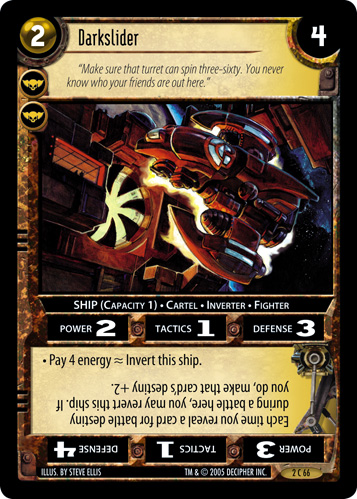 2 Darkslider 4
"Make sure that turret can spin three-sixty. You never
know who your friends are out here."
SHIP (CAPACITY 1) • CARTEL • INVERTER • FIGHTER
POWER 2 TACTICS 1 DEFENSE 3
• Pay 4 energy ≈ Invert this ship.
Each time you reveal a card for battle destiny
during a battle here, you may revert this ship. If
you do, make that card's destiny +2.
POWER 3 TACTICS 1 DEFENSE 4
ILLUS. BY STEVE ELLIS TM & © 2005 DECIPHER INC. 2 C 66